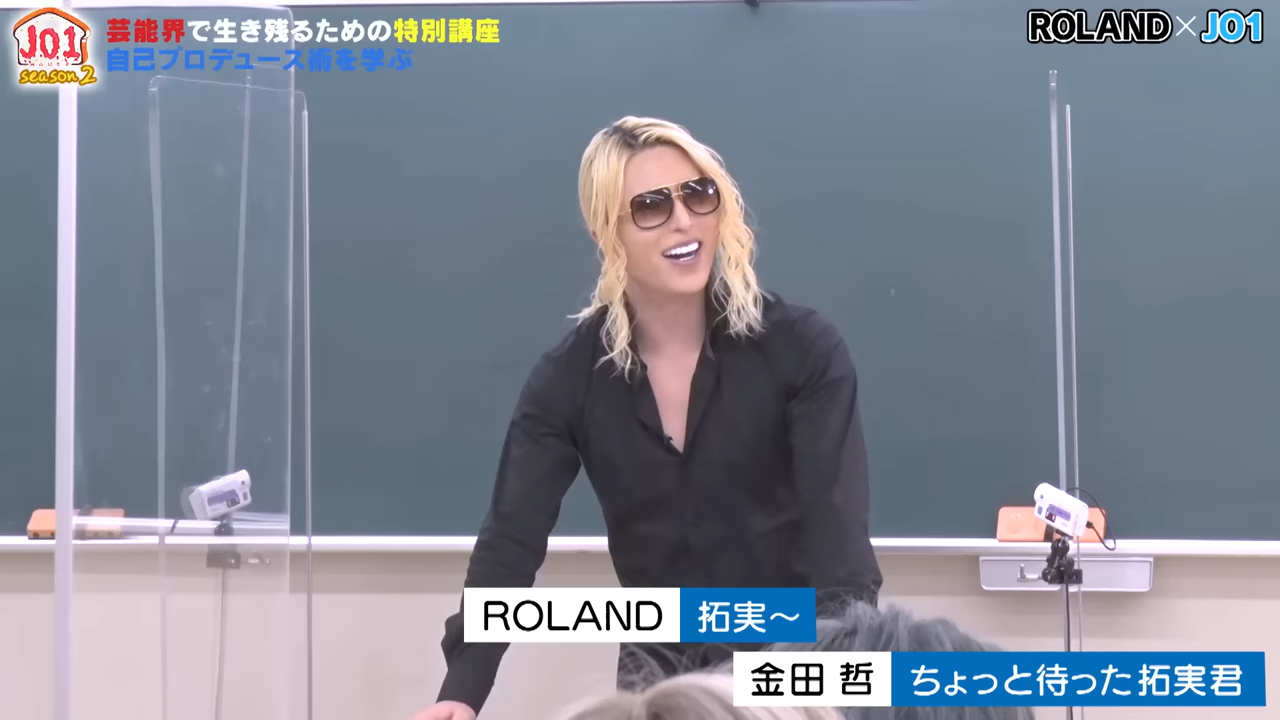 JO1
season2
芸能界で生き残るための特別講座
自己プロデュース術を学ぶ
ROLAND×JO1
ROLAND 拓実～
金田 哲 ちょっと待った拓実君